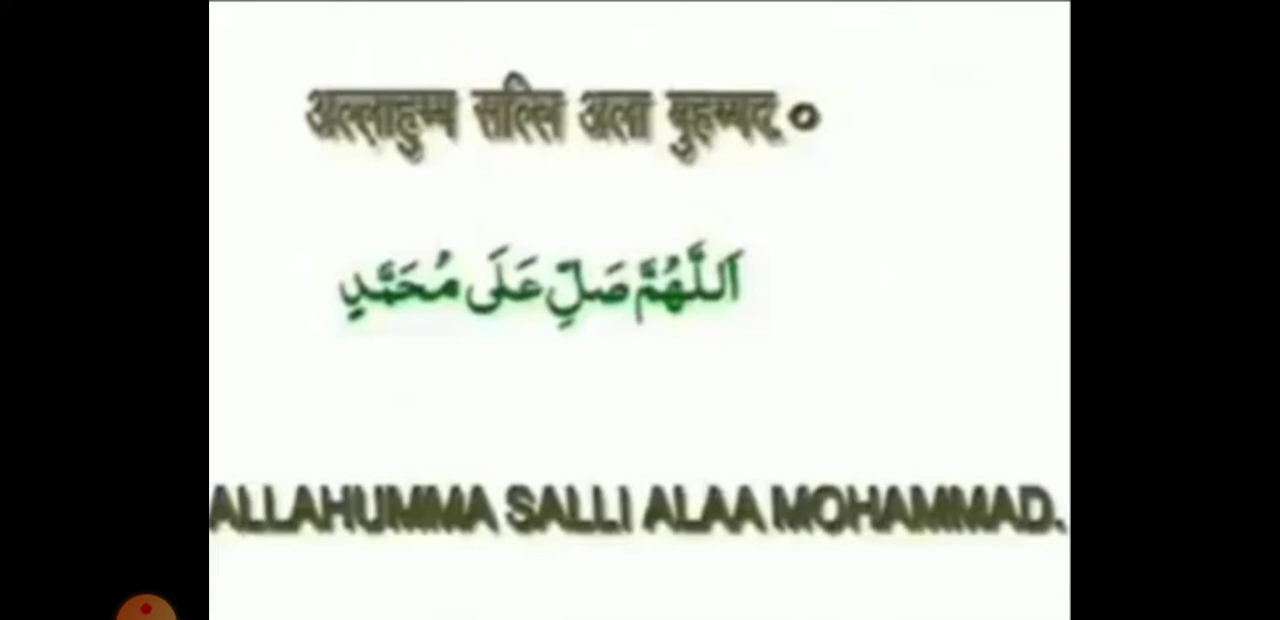 अल्लाहुम्म सल्लि अला मुहम्मद. ०
اَللّٰهُمَّ صَلِّ عَلَى مُحَمَّدٍ
ALLAHUMMA SALLI ALAA MOHAMMAD.